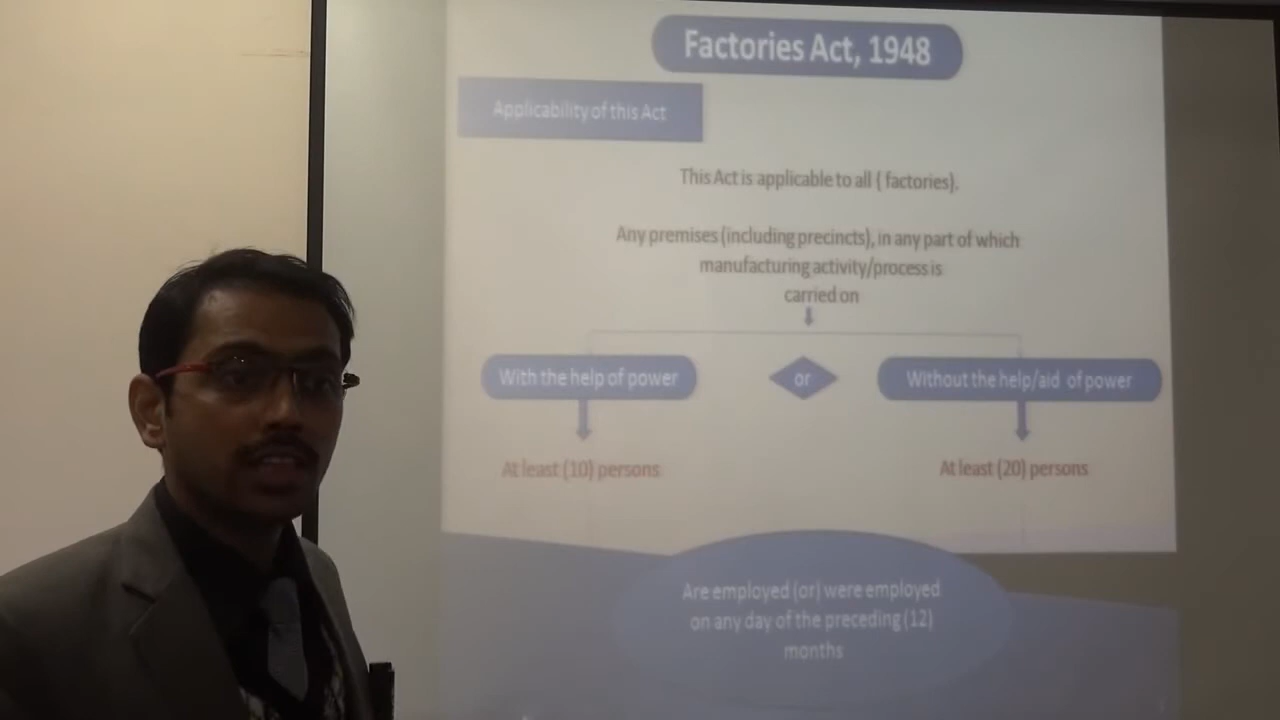 Factories Act, 1948
Applicability of this Act
This Act is applicable to all ( factories).
Any premises (including precincts), in any part of which
manufacturing activity/process is
carried on
With the help of power
or
Without the help/aid of power
At least (10) persons
At least (20) persons
Are employed (or) were employed
on any day of the preceding (12)
months